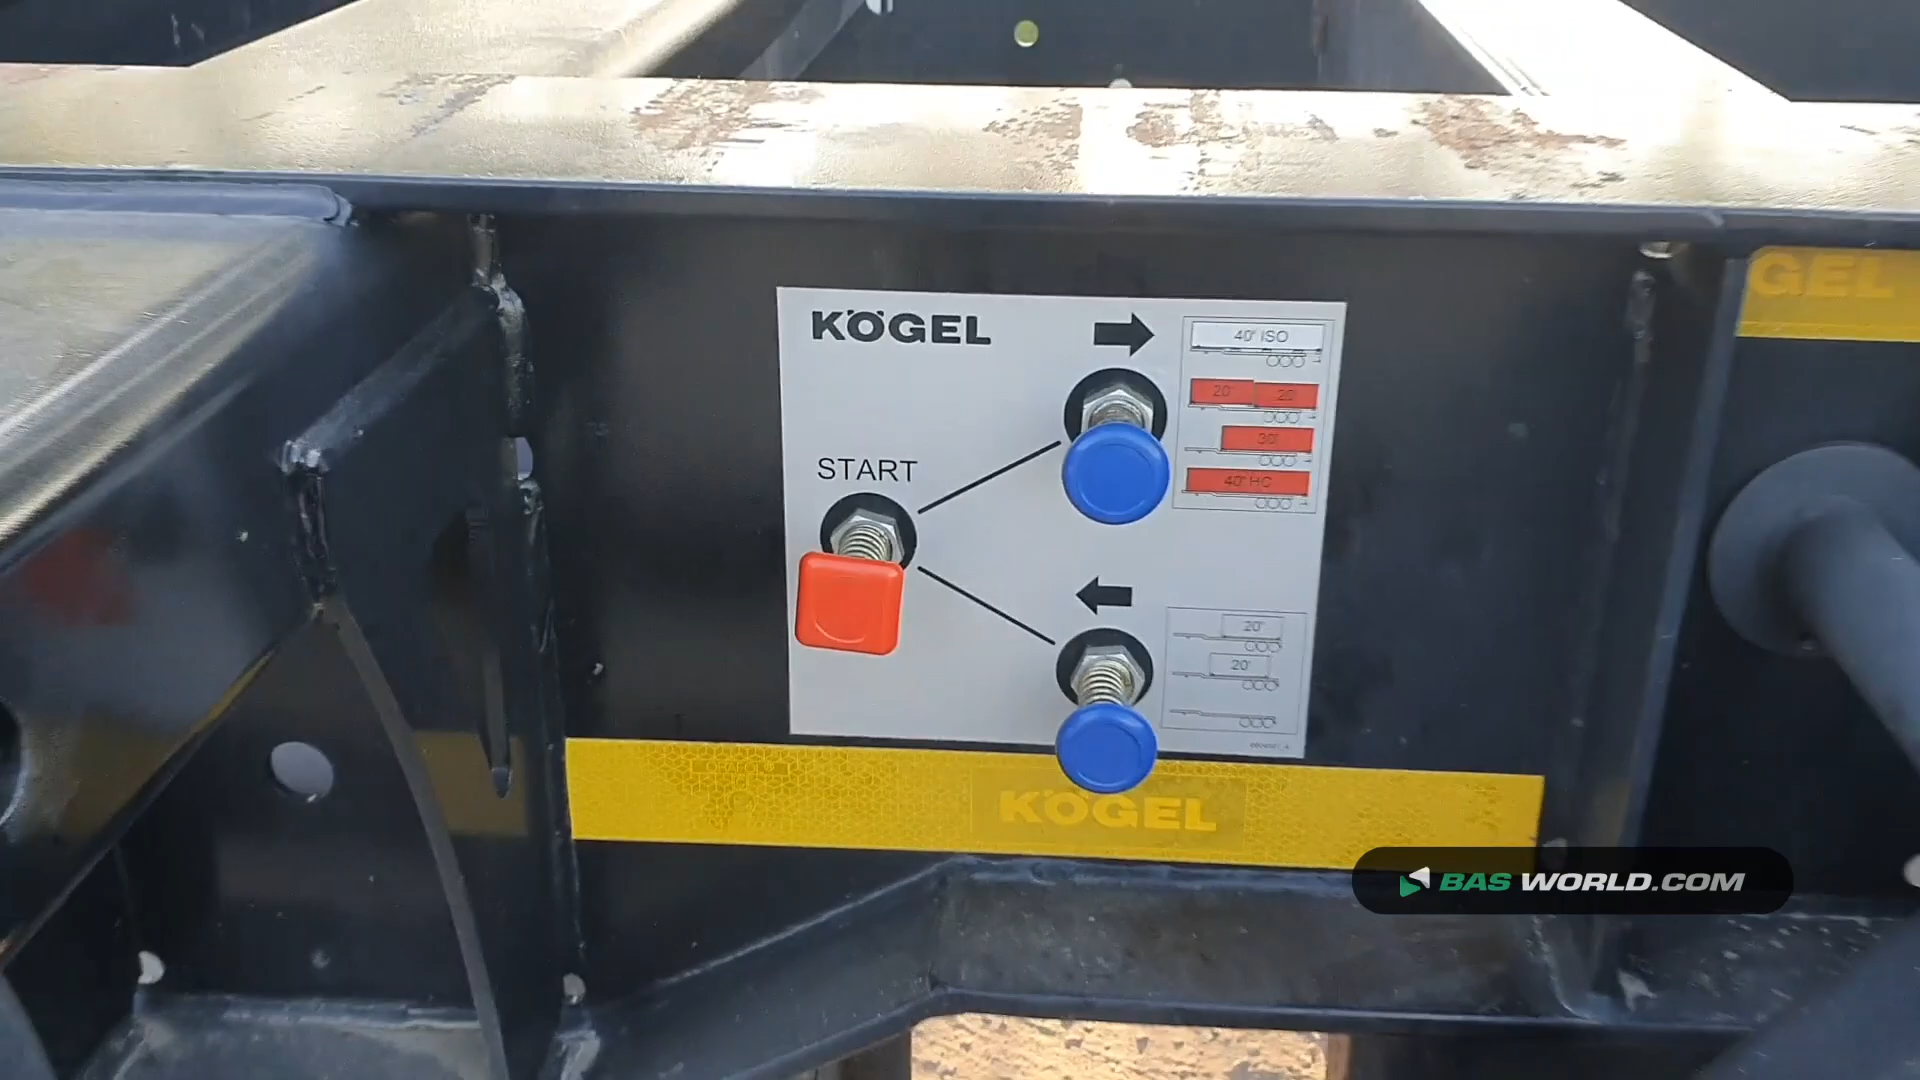 GEL
KÖGEL
40' ISO
20' 20'
30'
40' HC
START
20'
20'
KÖGEL
BAS WORLD.COM